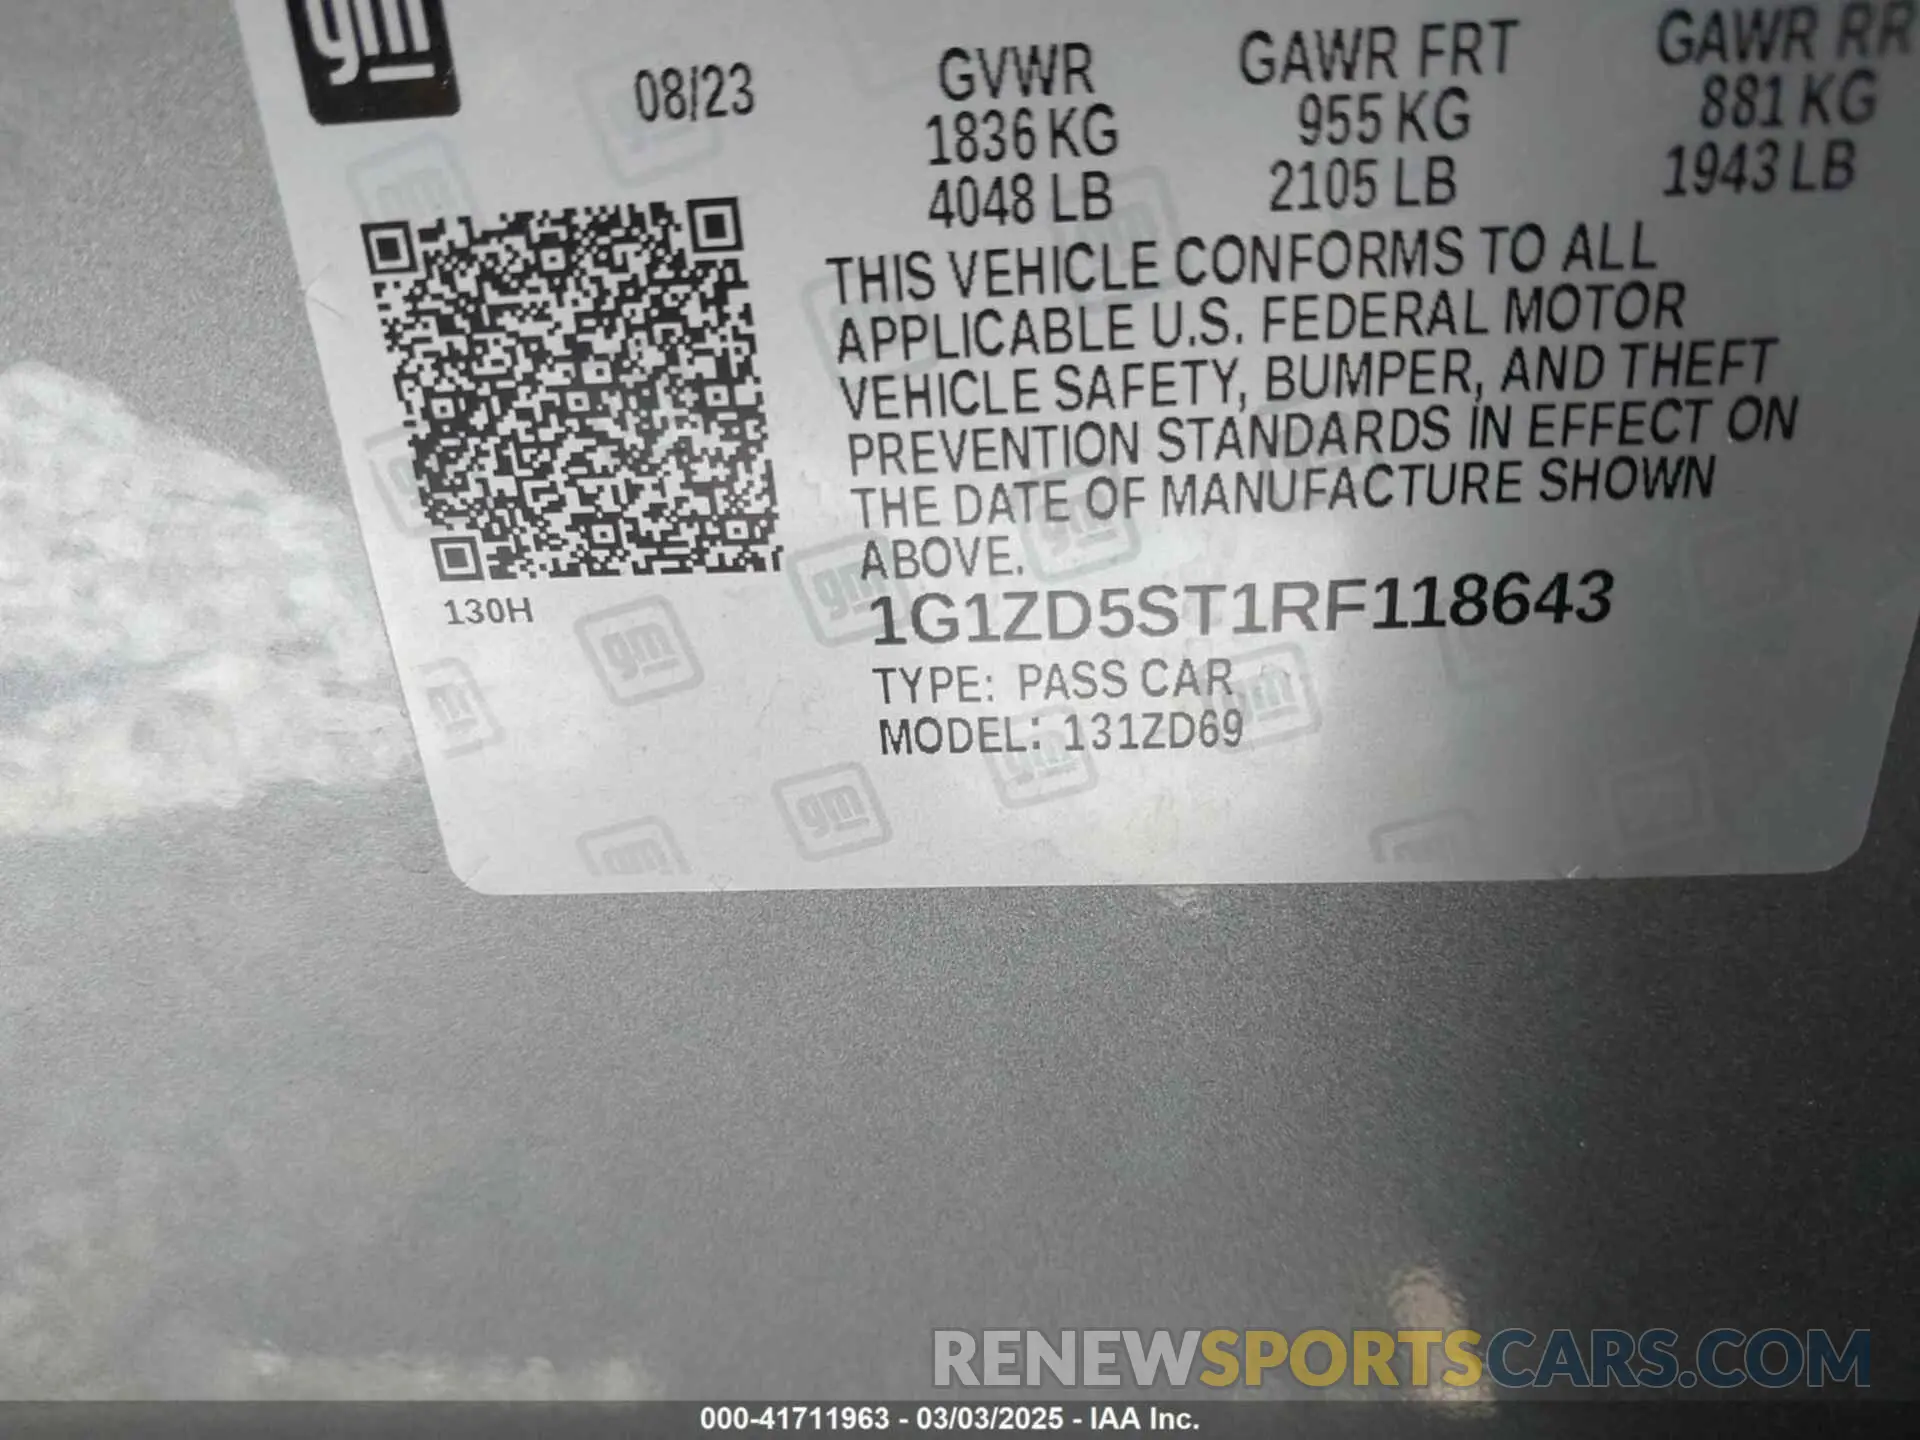 gm
08/23
GVWR
1836 KG
4048 LB
GAWR FRT
955 KG
2105 LB
GAWR RR
881 KG
1943 LB
THIS VEHICLE CONFORMS TO ALL
APPLICABLE U.S. FEDERAL MOTOR
VEHICLE SAFETY, BUMPER, AND THEFT
PREVENTION STANDARDS IN EFFECT ON
THE DATE OF MANUFACTURE SHOWN
ABOVE.
130H
1G1ZD5ST1RF118643
TYPE: PASS CAR
MODEL: 131ZD69
RENEWSPORTSCARS.COM
000-41711963 - 03/03/2025 - IAA Inc.